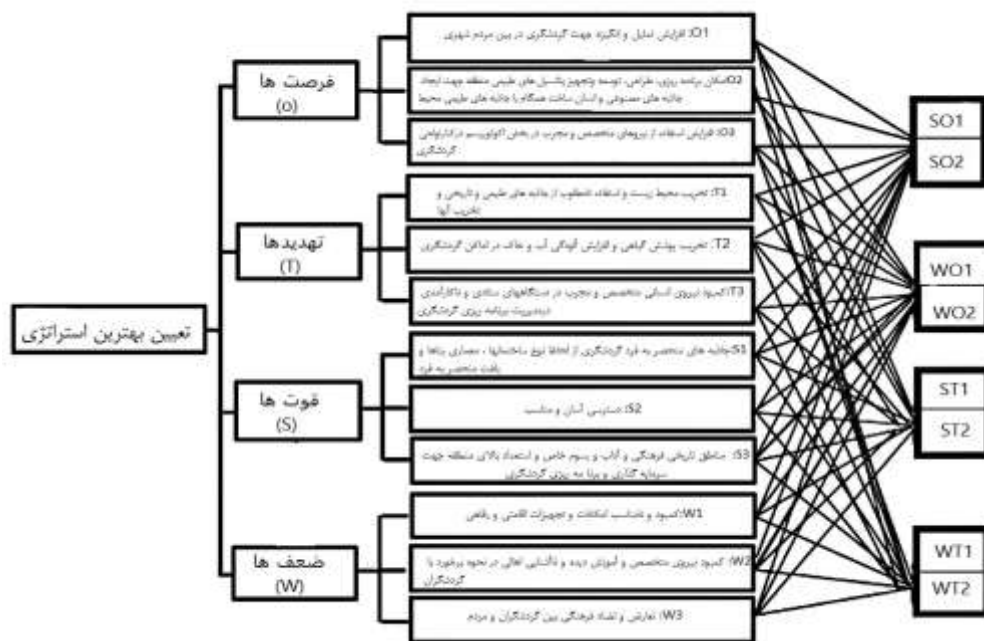 تعیین بهترین استراتژی
فرصت ها
(o)
تهدیدها
(T)
قوت ها
(S)
ضعف ها
(W)
O1: افزایش تمایل و انگیزه جهت گردشگری در بین مردم شهری
O2امکان برنامه ریزی، طراحی، توسعه وتجهیز پتانسیل های طبیعی منطقه جهت ایجاد
جاذبه های مصنوعی و انسان ساخت همگام با جاذبه های طبیعی محیط
O3: افزایش استفاده از نیروهای متخصص و مجرب در بخش اکوتوریسم در
گردشگری
T1: تخریب محیط زیست و استفاده نامطلوب از جاذبه های طبیعی و تاریخی و
تخریب آنها
T2: تخریب پوشش گیاهی و افزایش آلودگی آب و خاک در اماکن گردشگری
T3:کمبود نیروی انسانی متخصص و مجرب در دستگاههای ستادی و ناکارآمدی
درمدیریت برنامه ریزی گردشگری
S1:جاذبه های منحصر به فرد گردشگری از لحاظ نوع ساختمانها ، معماری بناها و
بافت منحصر به فرد
S2: دسترسی آسان و مناسب
S3: مناطق تاریخی فرهنگی و آداب و رسوم خاص و استعداد بالای منطقه جهت
سرمایه گذاری و برنا مه ریزی گردشگری
W1:کمبود و نامناسب امکانات و تجهیزات اقامتی و رفاهی
W2: کمبود نیروی متخصص و آموزش دیده و ناآشنایی اهالی در نحوه برخورد با
گردشگران
W3: تعارض و تضاد فرهنگی بین گردشگران و مردم
SO1
SO2
WO1
WO2
ST1
ST2
WT1
WT2